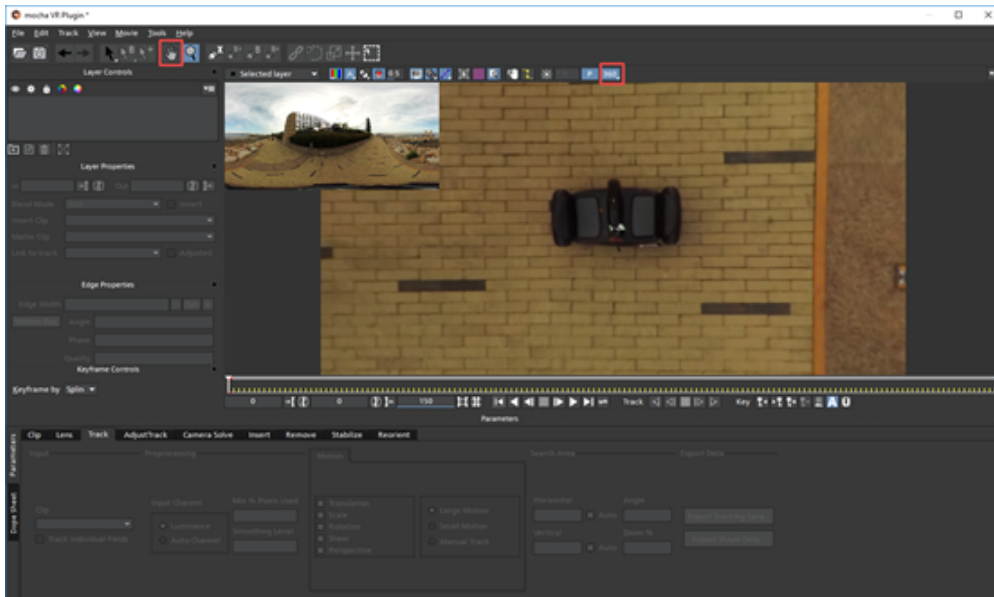 mocha VR Plugin *
File Edit Track View Movie Tools Help
Layer Controls
Selected layer
0.5
P 360
Layer Properties
In Out
Blend Mode Invert
Insert Clip
Matte Clip
Link to track Adjusted
Edge Properties
Edge Width Set
Angle
Phase
Quality
Keyframe Controls
Keyframe by Splin
0 0 150 Track Key A
Parameters
Clip Lens Track AdjustTrack Camera Solve Insert Remove Stabilize Reorient
Parameters
Dope Sheet
Input Preprocessing Motion Search Area Export Data
Clip
Track Individual Fields
Input Channel
Luminance
Auto Channel
Min % Pixels Used
Smoothing Level
Translation
Scale
Rotation
Shear
Perspective
Large Motion
Small Motion
Manual Track
Horizontal Angle
Auto
Vertical Zoom %
Auto
Export Tracking Data...
Export Shape Data...